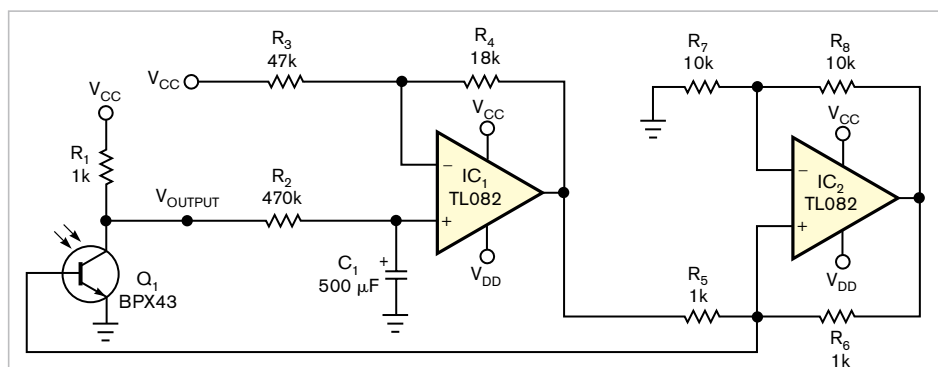 R3
47k
R4
18k
R7
10k
R8
10k
VCC
VCC
VCC
VCC
R1
1k
−
IC1
TL082
+
−
IC2
TL082
+
VOUTPUT
R2
470k
C1
+
500 µF
VDD
VDD
Q1
BPX43
R5
1k
R6
1k